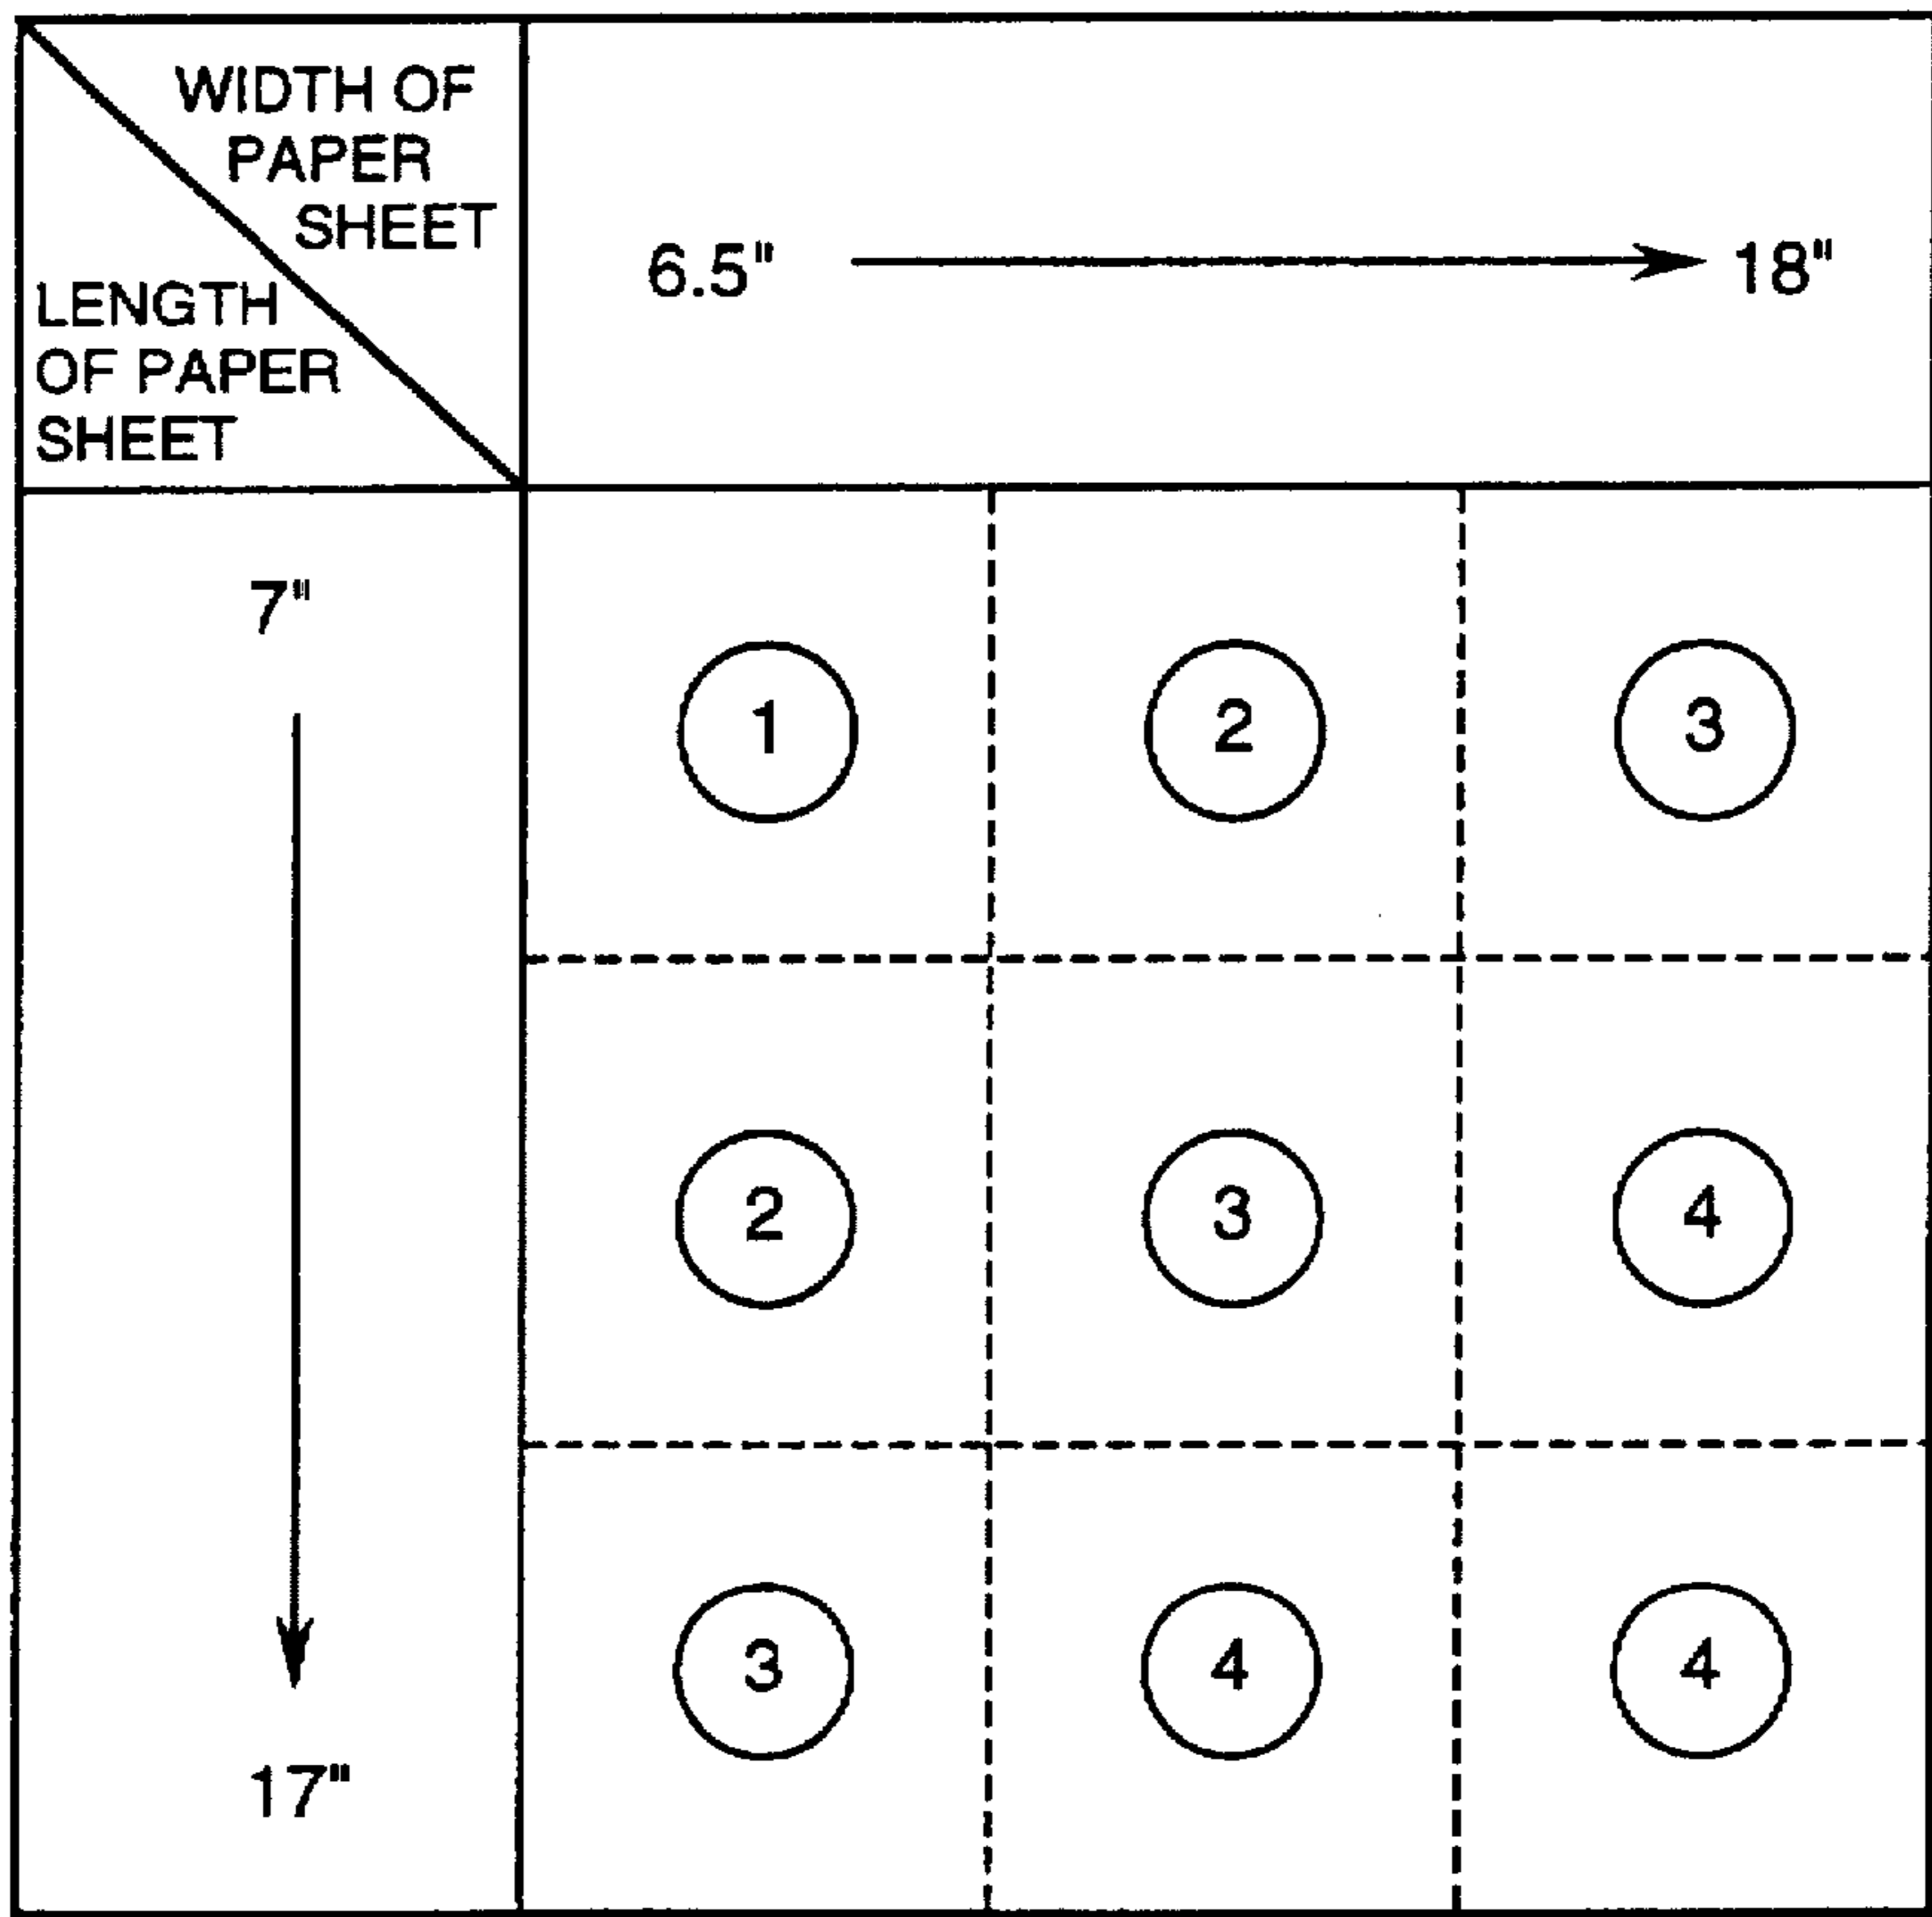 WIDTH OF
PAPER
SHEET
LENGTH
OF PAPER
SHEET
6.5" 18"
7"
1 2 3
2 3 4
3 4 4
17"